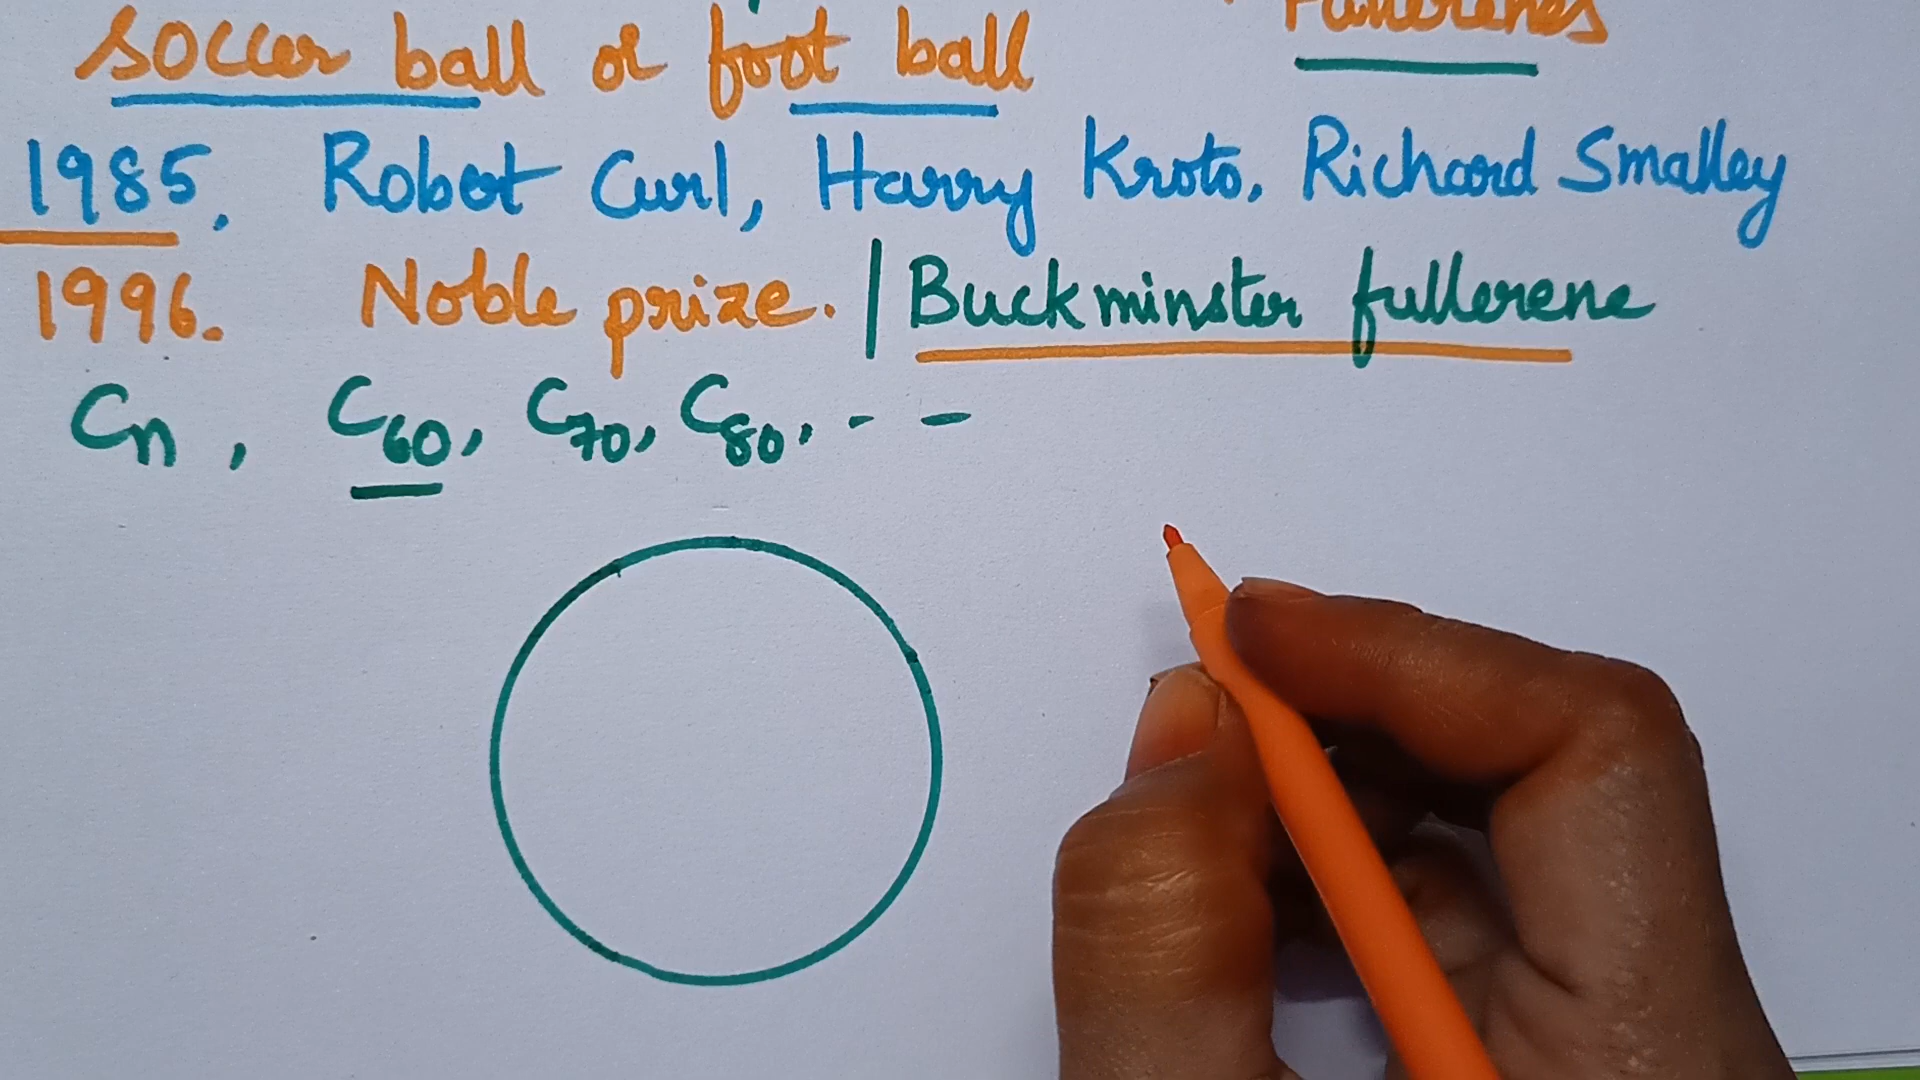 soccer ball or foot ball
Fullerenes
1985, Robert Curl, Harry Kroto, Richard Smalley
1996. Noble prize. | Buckminster fullerene
Cn, C60, C70, C80, - -